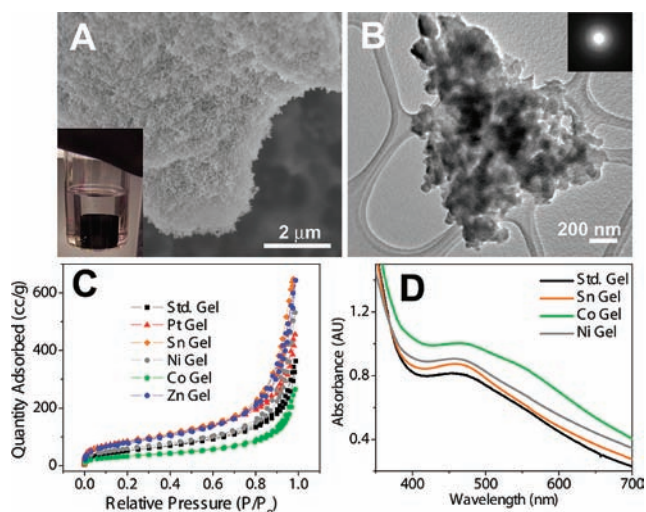 A
2 μm
B
200 nm
C
Quantity Adsorbed (cc/g)
600
400
200
0
Std. Gel
Pt Gel
Sn Gel
Ni Gel
Co Gel
Zn Gel
0.0 0.2 0.4 0.6 0.8 1.0
Relative Pressure (P/P₀)
D
Absorbance (AU)
1.2
0.8
0.4
Std. Gel
Sn Gel
Co Gel
Ni Gel
400 500 600 700
Wavelength (nm)